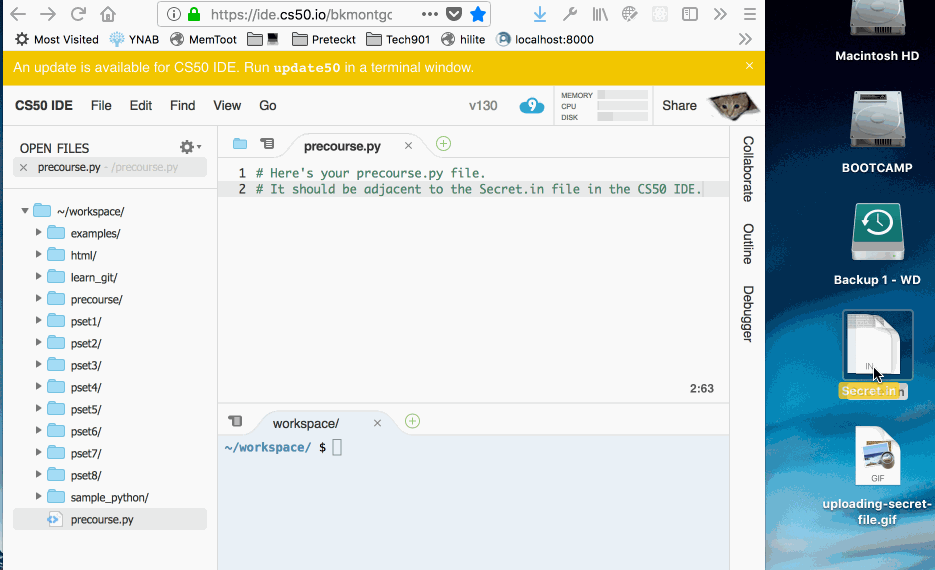 https://ide.cs50.io/bkmontgc
Most Visited YNAB MemToot Preteckt Tech901 hilite localhost:8000
An update is available for CS50 IDE. Run update50 in a terminal window. ×
CS50 IDE File Edit Find View Go v130 9 MEMORY CPU DISK Share
OPEN FILES
precourse.py - /precourse.py
~/workspace/
examples/
html/
learn_git/
precourse/
pset1/
pset2/
pset3/
pset4/
pset5/
pset6/
pset7/
pset8/
sample_python/
precourse.py
precourse.py
1 # Here's your precourse.py file.
2 # It should be adjacent to the Secret.in file in the CS50 IDE.
2:63
workspace/
~/workspace/ $
Collaborate
Outline
Debugger
Macintosh HD
BOOTCAMP
Backup 1 - WD
IN
Secret.in
GIF
uploading-secret-
file.gif